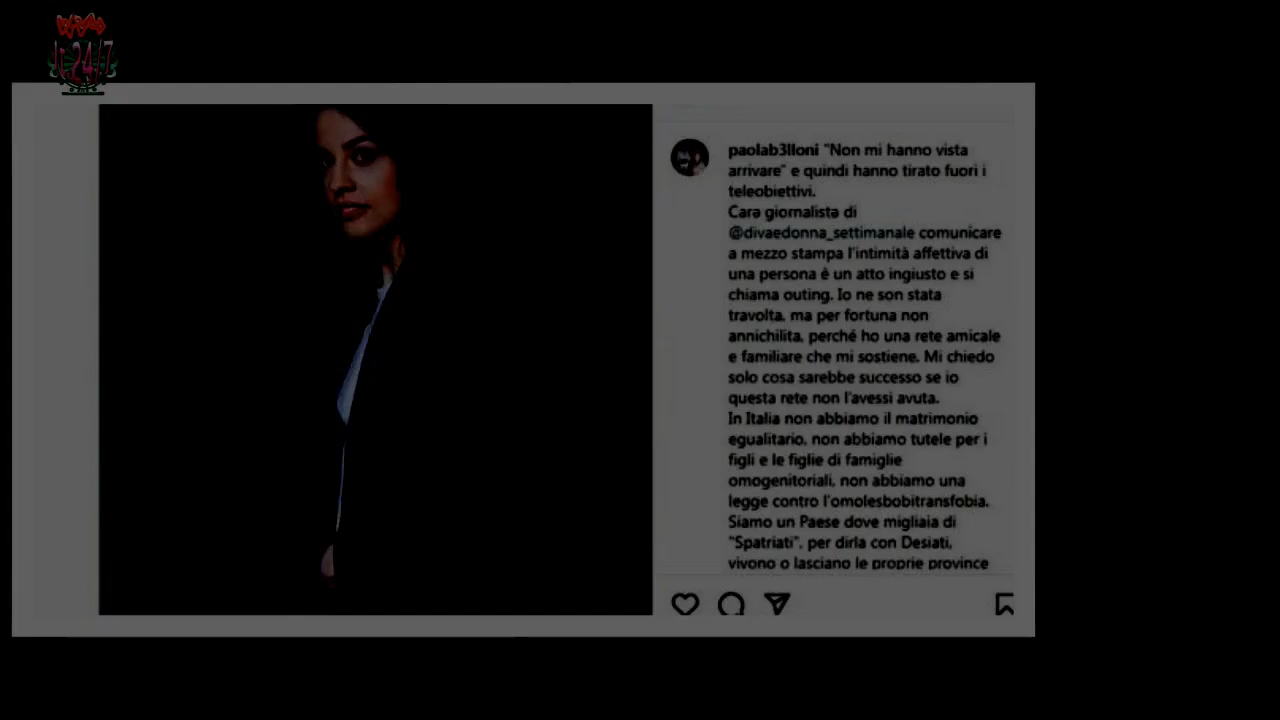 24/7
paolab3lloni "Non mi hanno vista
arrivare" e quindi hanno tirato fuori i
teleobiettivi.
Cara giornalista di
@divaedonna_settimanale comunicare
a mezzo stampa l'intimità affettiva di
una persona è un atto ingiusto e si
chiama outing. Io ne son stata
travolta, ma per fortuna non
annichilita, perché ho una rete amicale
e familiare che mi sostiene. Mi chiedo
solo cosa sarebbe successo se io
questa rete non l'avessi avuta.
In Italia non abbiamo il matrimonio
egualitario, non abbiamo tutele per i
figli e le figlie di famiglie
omogenitoriali, non abbiamo una
legge contro l'omolesbobitransfobia.
Siamo un Paese dove migliaia di
"Spatriati", per dirla con Desiati,
vivono o lasciano le proprie province